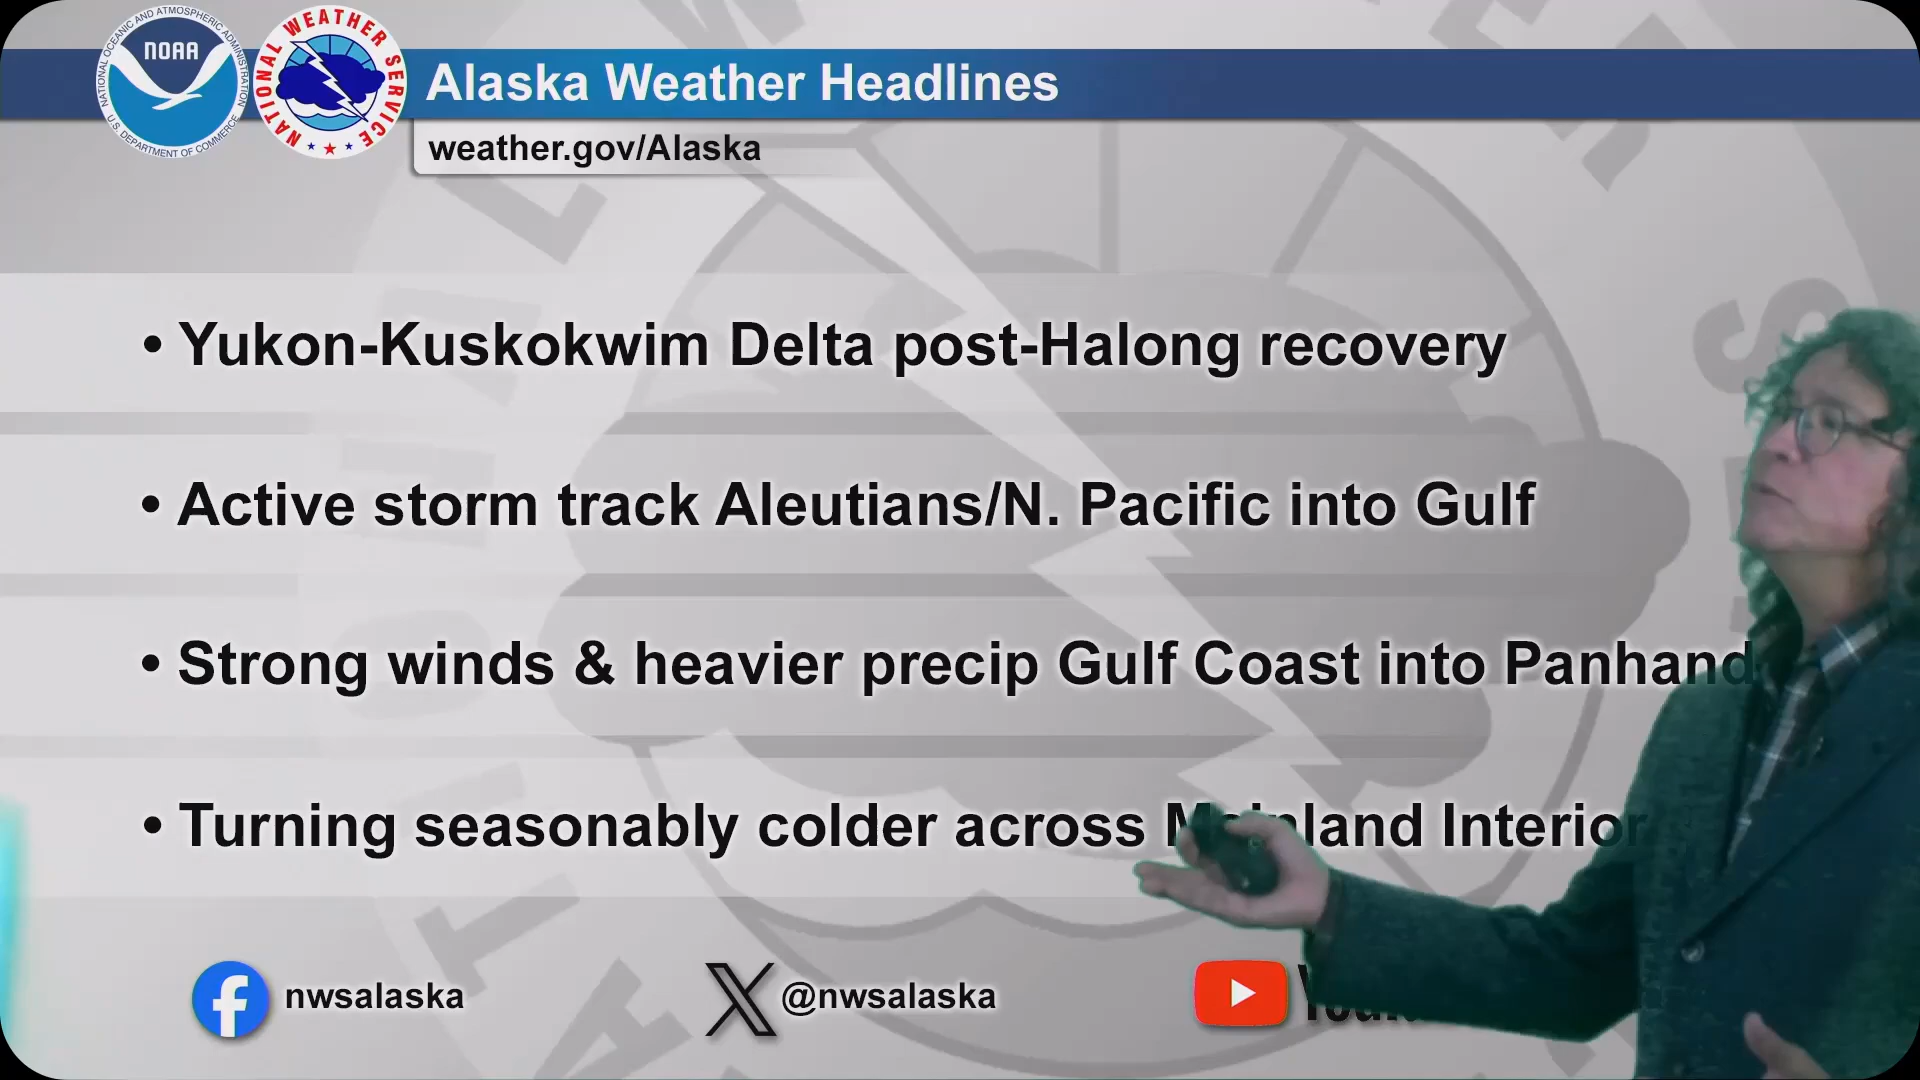 NATIONAL OCEANIC AND ATMOSPHERIC ADMINISTRATION
NOAA
U.S. DEPARTMENT OF COMMERCE
NATIONAL WEATHER SERVICE
Alaska Weather Headlines
weather.gov/Alaska
• Yukon-Kuskokwim Delta post-Halong recovery
• Active storm track Aleutians/N. Pacific into Gulf
• Strong winds & heavier precip Gulf Coast into Panhand
• Turning seasonably colder across Mainland Interior
nwsalaska
@nwsalaska